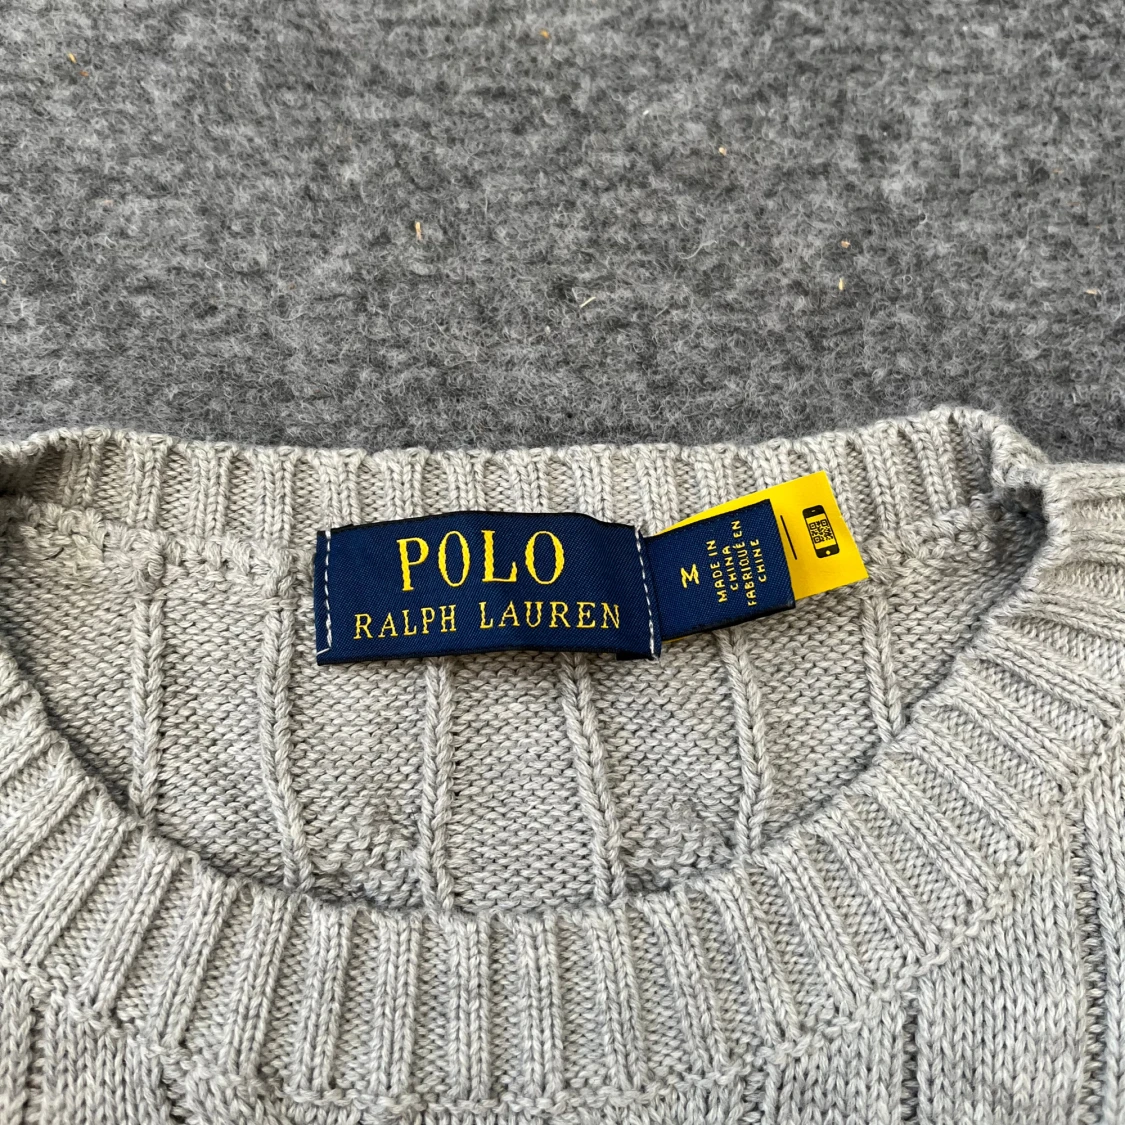 POLO
RALPH LAUREN
M
MADE IN
CHINA
FABRIQUÉ EN
CHINE